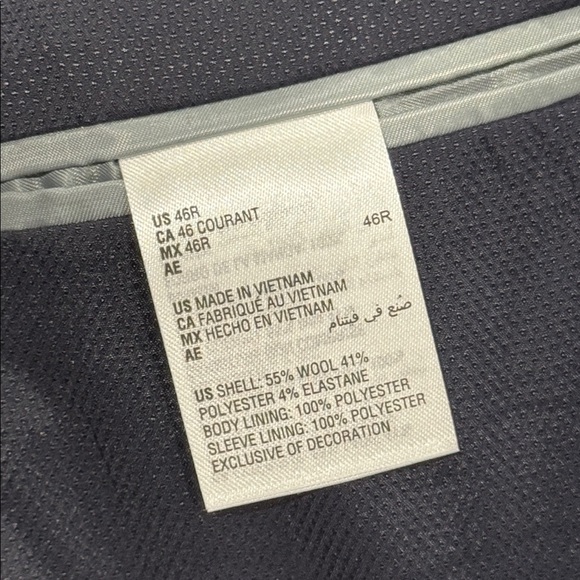 US 46R
CA 46 COURANT
MX 46R 46R
AE
US MADE IN VIETNAM
CA FABRIQUÉ AU VIETNAM
MX HECHO EN VIETNAM
AE صُنع في فيتنام
US SHELL: 55% WOOL 41%
POLYESTER 4% ELASTANE
BODY LINING: 100% POLYESTER
SLEEVE LINING: 100% POLYESTER
EXCLUSIVE OF DECORATION